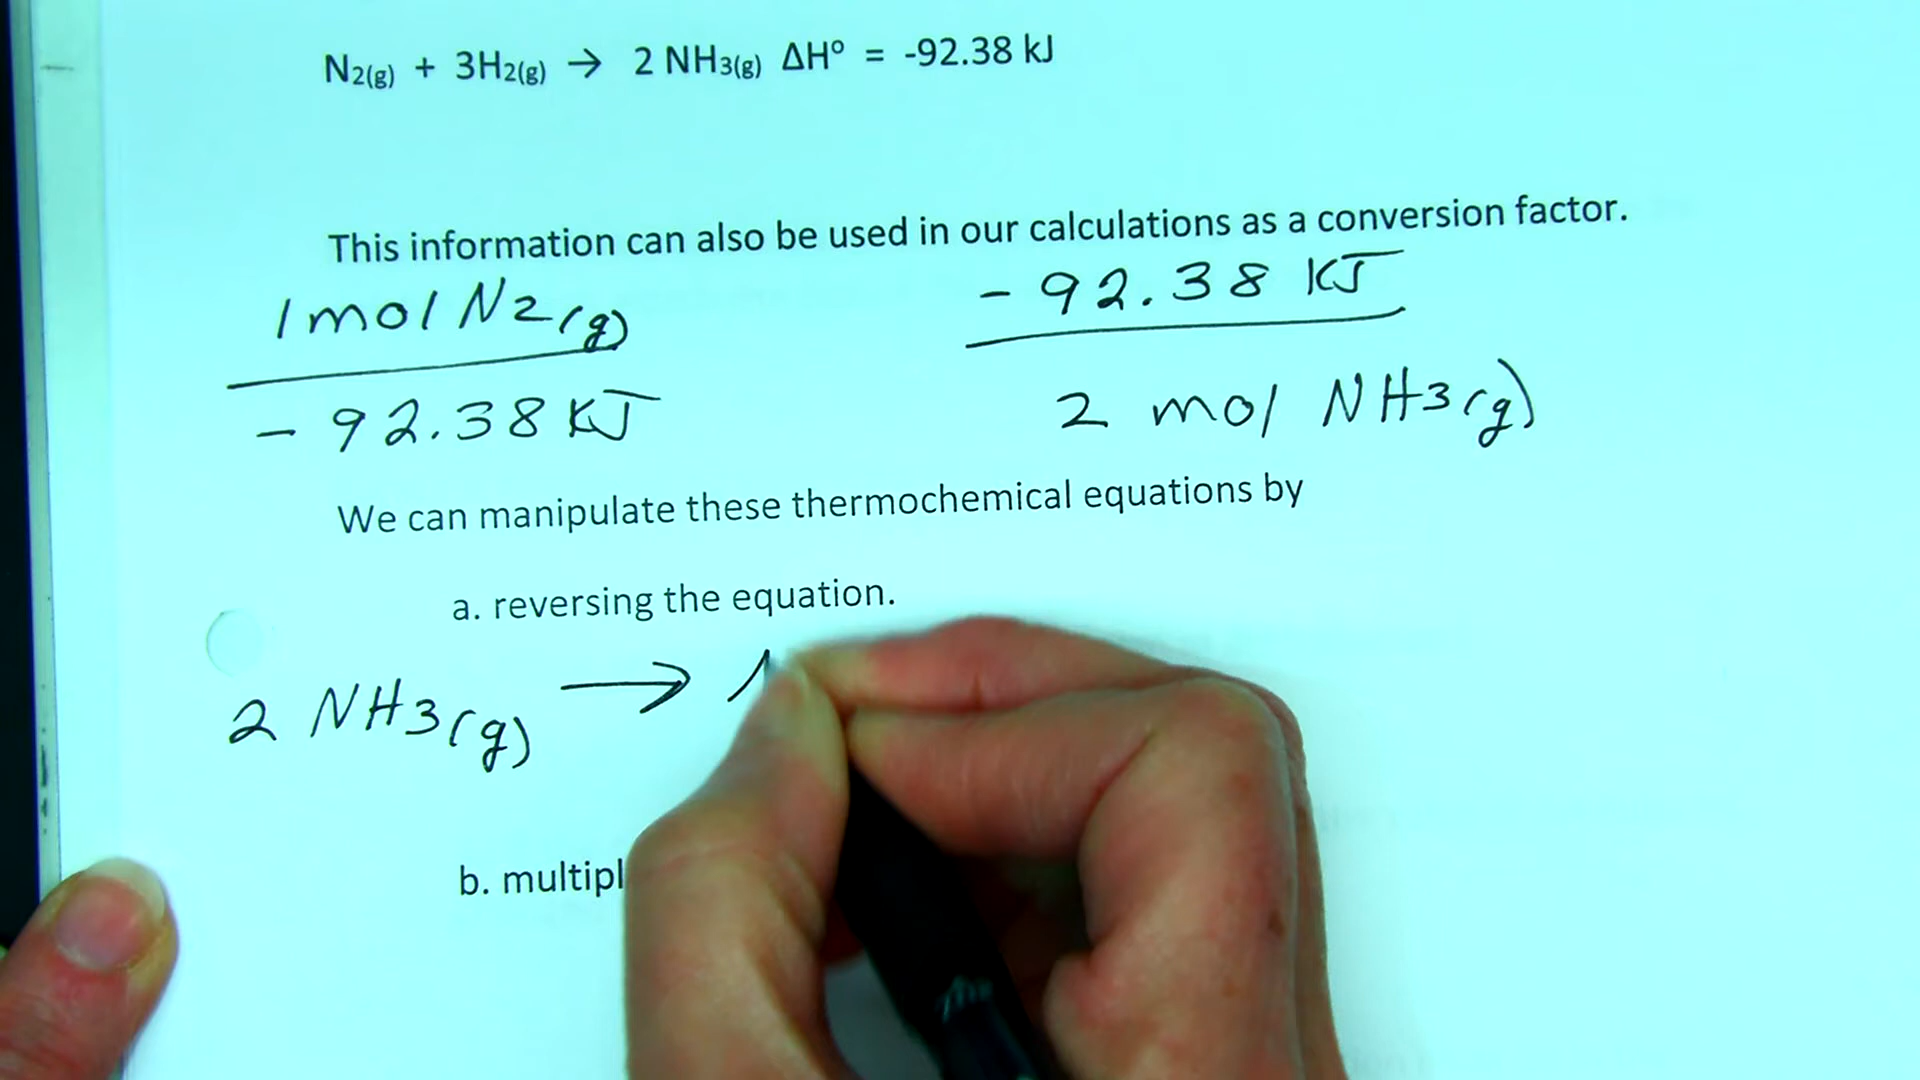 N2(g) + 3H2(g) → 2 NH3(g) ΔHº = -92.38 kJ
This information can also be used in our calculations as a conversion factor.
1 mol N2(g)
- 92.38 KJ
- 92.38 KJ
2 mol NH3(g)
We can manipulate these thermochemical equations by
a. reversing the equation.
2 NH3(g) →
b. multipl